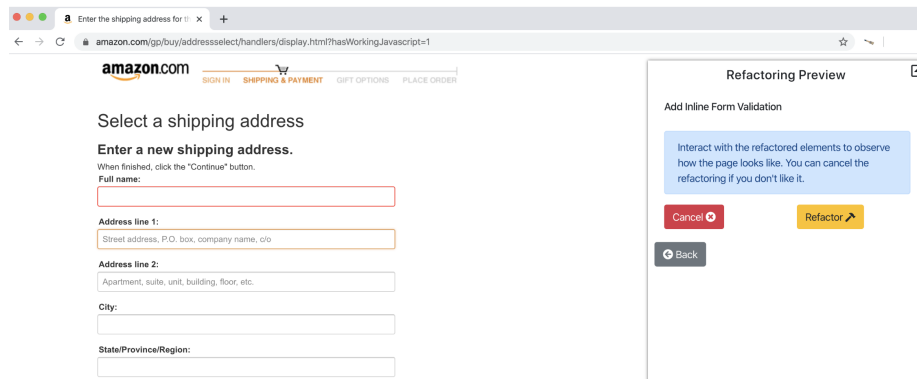 a Enter the shipping address for th × +
amazon.com/gp/buy/addressselect/handlers/display.html?hasWorkingJavascript=1
amazon.com
SIGN IN SHIPPING & PAYMENT GIFT OPTIONS PLACE ORDER
Select a shipping address
Enter a new shipping address.
When finished, click the "Continue" button.
Full name:
Address line 1:
Street address, P.O. box, company name, c/o
Address line 2:
Apartment, suite, unit, building, floor, etc.
City:
State/Province/Region:
Refactoring Preview
Add Inline Form Validation
Interact with the refactored elements to observe
how the page looks like. You can cancel the
refactoring if you don't like it.
Cancel
Refactor
Back